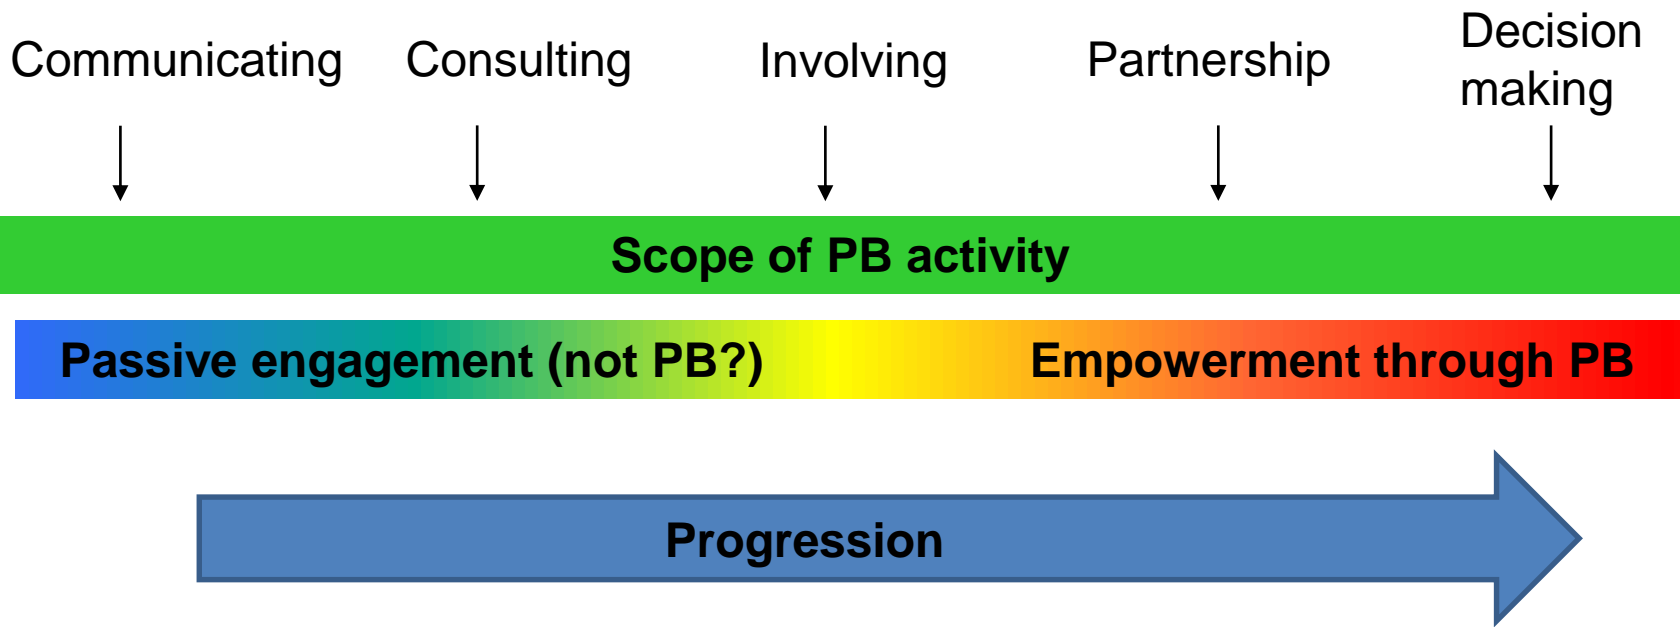 Communicating
Consulting
Involving
Partnership
Decision
making
Scope of PB activity
Passive engagement (not PB?)
Empowerment through PB
Progression